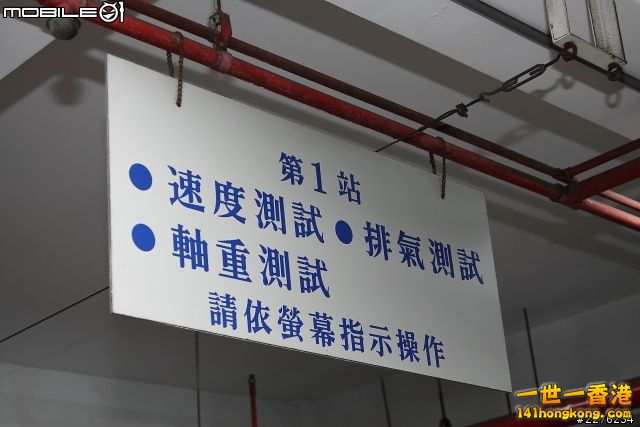 MOBILE01
第1站
●速度測試●排氣測試
●軸重測試
請依螢幕指示操作
一世一香港
141hongkong.com
#2276254